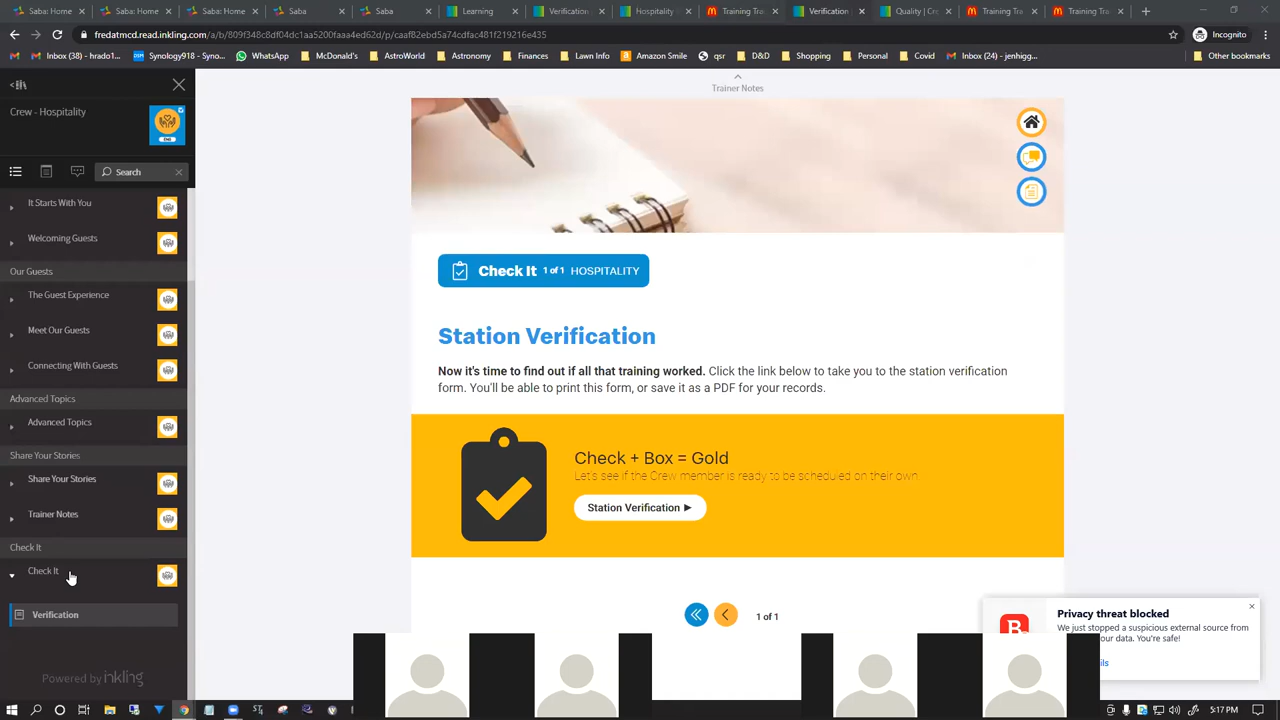 Saba
Home
Saba
Saba
Saba
Learning
Verification
Hospitality
Trainer Tra
Verification
Quality | Cre
Training Tra
Training Tra
fredatmcd.read.inkling.com/a/b/809f348c8df04dc1aa5200faaa4ed62d/p/caaf82ebd5a74cdfac481f219216e435
Incognito
Inbox (38) - hrado1...
Synology918 - Syno...
WhatsApp
McDonald's
AstroWorld
Astronomy
Finances
Lawn Info
Amazon Smile
qsr
D&D
Shopping
Personal
Covid
Inbox (24) - jenhigg...
Other bookmarks
Trainer Notes
Crew - Hospitality
Search
It Starts With You
Welcoming Guests
Our Guests
The Guest Experience
Meet Our Guests
Connecting With Guests
Advanced Topics
Advanced Topics
Share Your Stories
Share Your Stories
Trainer Notes
Check It
Check It
Verification
Powered by inkling
Check It 1 of 1 HOSPITALITY
Station Verification
Now it's time to find out if all that training worked. Click the link below to take you to the station verification
form. You'll be able to print this form, or save it as a PDF for your records.
Check + Box = Gold
Let's see if the Crew member is ready to be scheduled on their own.
Station Verification ►
1 of 1
B
Privacy threat blocked
We just stopped a suspicious external source from
our data. You're safe!
ils
5:17 PM